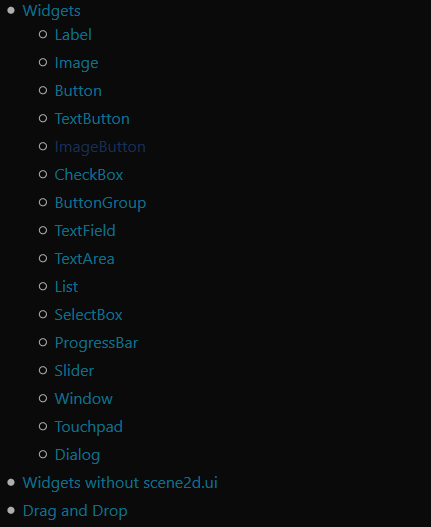 Widgets
Label
Image
Button
TextButton
ImageButton
CheckBox
ButtonGroup
TextField
TextArea
List
SelectBox
ProgressBar
Slider
Window
Touchpad
Dialog
Widgets without scene2d.ui
Drag and Drop